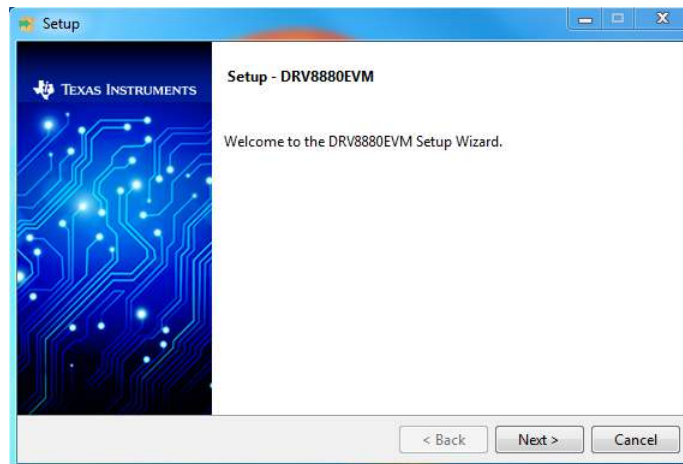 Setup
TEXAS INSTRUMENTS
Setup - DRV8880EVM
Welcome to the DRV8880EVM Setup Wizard.
< Back
Next >
Cancel